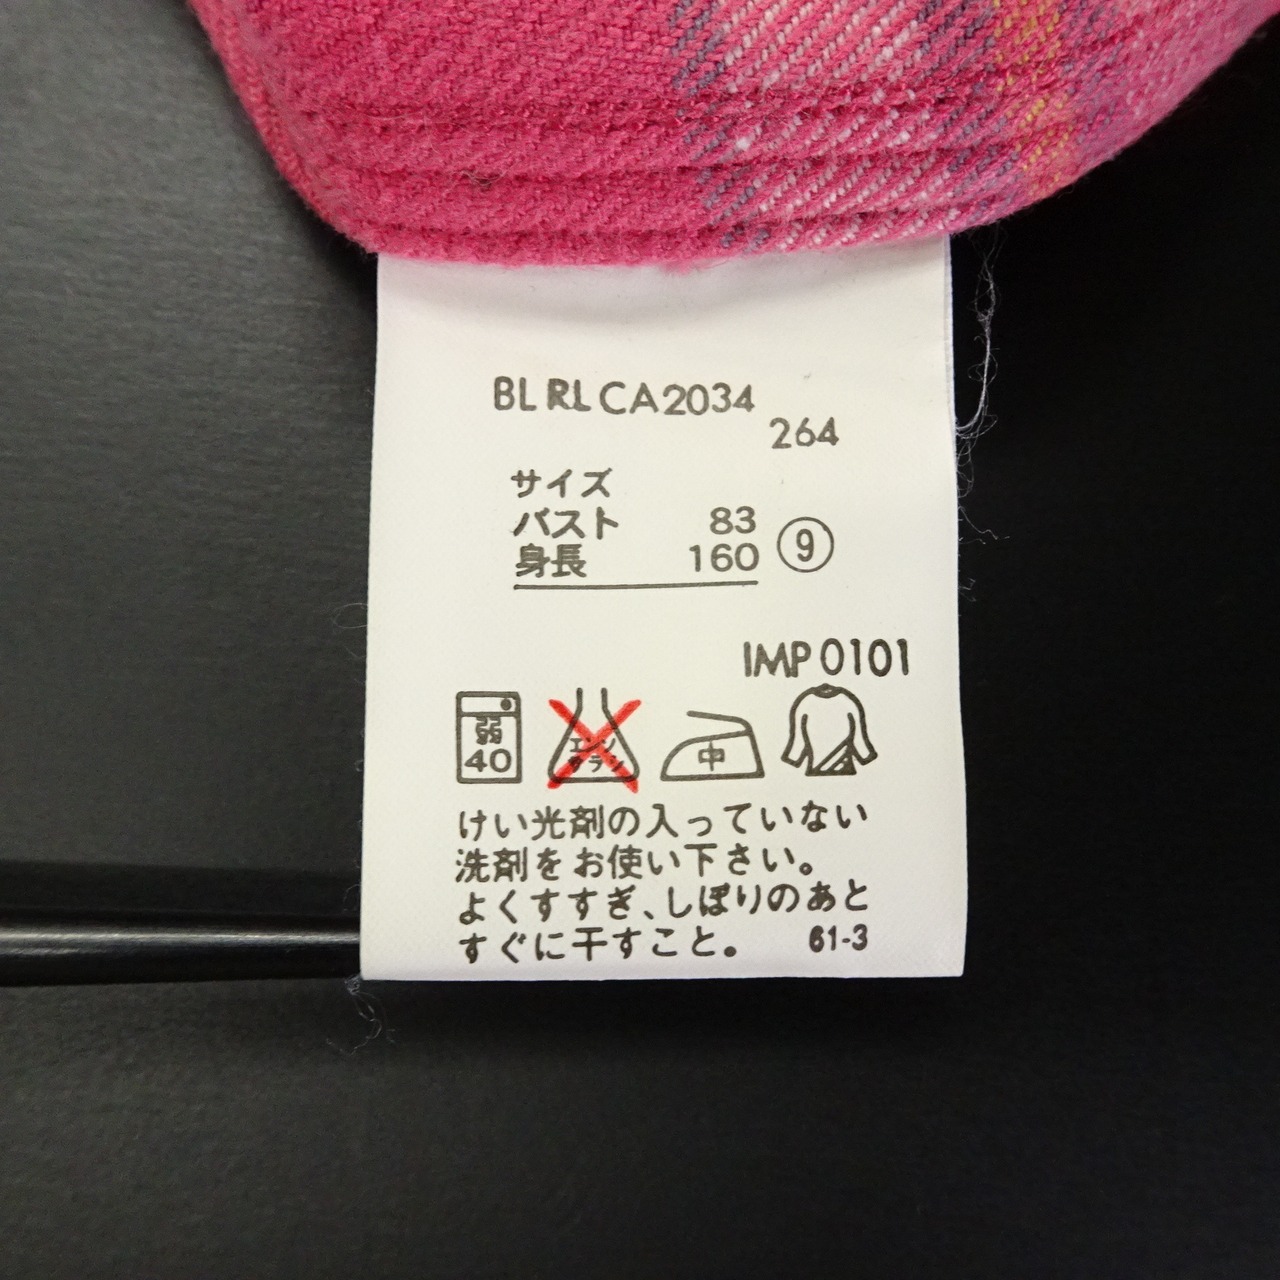 BL RL CA2034
264
サイズ
バスト 83
身長 160
9
IMP 0101
弱
40
エンソ
サラシ
中
けい光剤の入っていない
洗剤をお使い下さい。
よくすすぎ、しぼりのあと
すぐに干すこと。 61-3